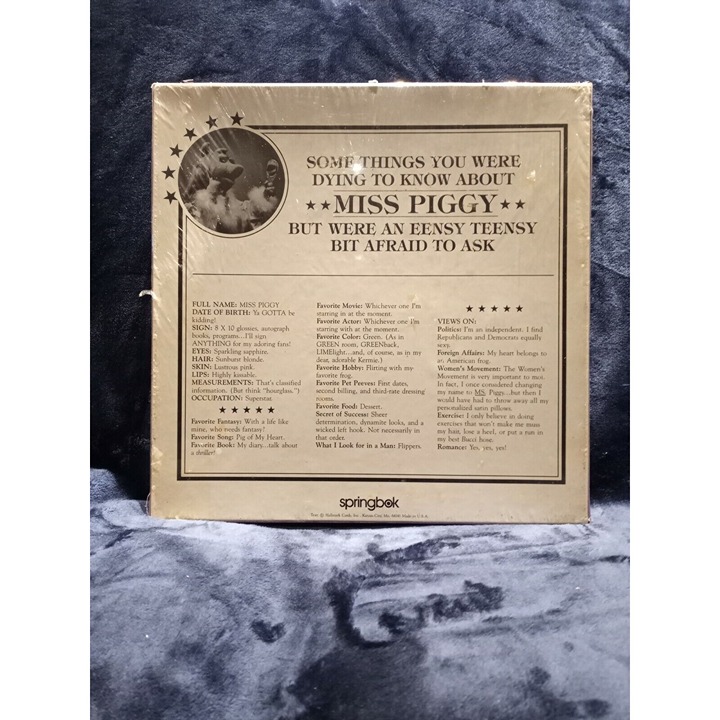 SOME THINGS YOU WERE
DYING TO KNOW ABOUT
★★MISS PIGGY★★
BUT WERE AN EENSY TEENSY
BIT AFRAID TO ASK
FULL NAME: MISS PIGGY
DATE OF BIRTH: Ya GOTTA be
kidding!
SIGN: 8 X 10 glosses, autograph
books, programs...I'll sign
ANYTHING for my adoring fans!
EYES: Sparkling sapphire.
HAIR: Sunburst blonde.
SKIN: Lustrous pink.
LIPS: Highly kissable.
MEASUREMENTS: That's classified
information. (But think "hourglass.")
OCCUPATION: Superstar.
★ ★ ★ ★ ★
Favorite Fantasy: With a life like
mine, who needs fantasy?
Favorite Song: Pig of My Heart.
Favorite Book: My diary...talk about
a thriller!
Favorite Movie: Whichever one I'm
starring in at the moment.
Favorite Actor: Whichever one I'm
starring with at the moment.
Favorite Color: Green. (As in
GREEN room, GREENback,
LIMElight...and, of course, as in my
dear, adorable Kermie.)
Favorite Hobby: Flirting with my
favorite frog.
Favorite Pet Peeves: First dates,
second billing, and third-rate dressing
rooms.
Favorite Food: Dessert.
Secret of Success: Sheer
determination, dynamite looks, and a
wicked left hook. Not necessarily in
that order.
What I Look for in a Man: Flippers.
★ ★ ★ ★ ★
VIEWS ON:
Politics: I'm an independent. I find
Republicans and Democrats equally
sexy.
Foreign Affairs: My heart belongs to
an American frog.
Women's Movement: The Women's
Movement is very important to moi.
In fact, I once considered changing
my name to MS. Piggy...but then I
would have had to throw away all my
personalized satin pillows.
Exercise: I only believe in doing
exercises that won't make me muss
my hair, lose a heel, or put a run in
my best Bucci hose.
Romance: Yes, yes, yes!
springbok
© Hallmark Cards, Inc., Kansas City, Mo. Made in U.S.A.